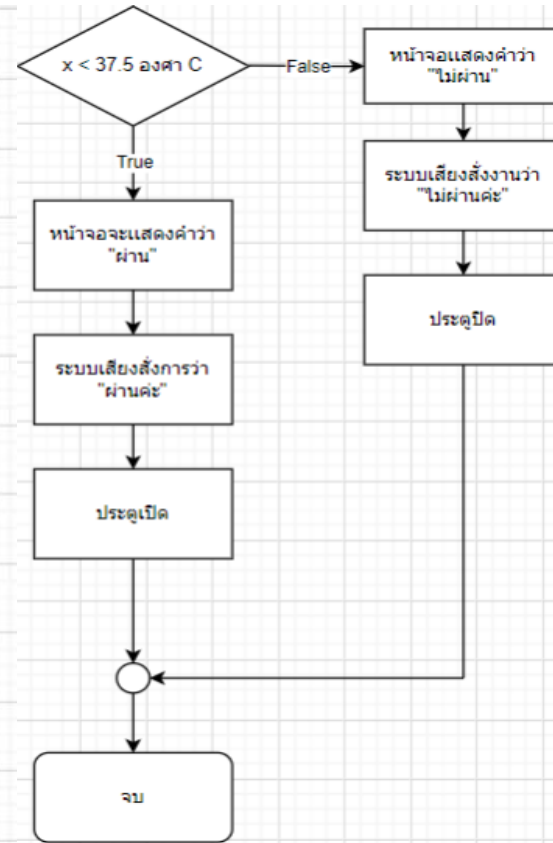 x < 37.5 องศา C
False
หน้าจอแสดงคำว่า
"ไม่ผ่าน"
True
ระบบเสียงสั่งงานว่า
"ไม่ผ่านค่ะ"
หน้าจอจะแสดงคำว่า
"ผ่าน"
ประตูปิด
ระบบเสียงสั่งการว่า
"ผ่านค่ะ"
ประตูเปิด
จบ